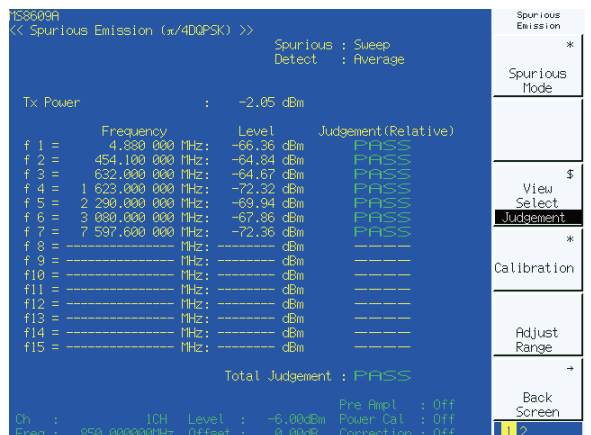 MS8609A
<< Spurious Emission (π/4DQPSK) >>
Spurious : Sweep
Detect : Average
Tx Power : -2.05 dBm
Frequency Level Judgement(Relative)
f 1 = 4.880 000 MHz: -66.36 dBm PASS
f 2 = 454.100 000 MHz: -64.84 dBm PASS
f 3 = 632.000 000 MHz: -64.67 dBm PASS
f 4 = 1 623.000 000 MHz: -72.32 dBm PASS
f 5 = 2 290.000 000 MHz: -69.94 dBm PASS
f 6 = 3 080.000 000 MHz: -67.86 dBm PASS
f 7 = 7 597.600 000 MHz: -72.36 dBm PASS
f 8 = --------------- MHz: -------- dBm ----
f 9 = --------------- MHz: -------- dBm ----
f10 = --------------- MHz: -------- dBm ----
f11 = --------------- MHz: -------- dBm ----
f12 = --------------- MHz: -------- dBm ----
f13 = --------------- MHz: -------- dBm ----
f14 = --------------- MHz: -------- dBm ----
f15 = --------------- MHz: -------- dBm ----
Total Judgement : PASS
Pre Ampl : Off
Ch : 1CH Level : -6.00dBm Power Cal : Off
Freq : 850.000000MHz Offset : 0.00dB Correction : Off
Spurious
Emission
*
Spurious
Mode
$
View
Select
Judgement
*
Calibration
Adjust
Range
→
Back
Screen
1 2